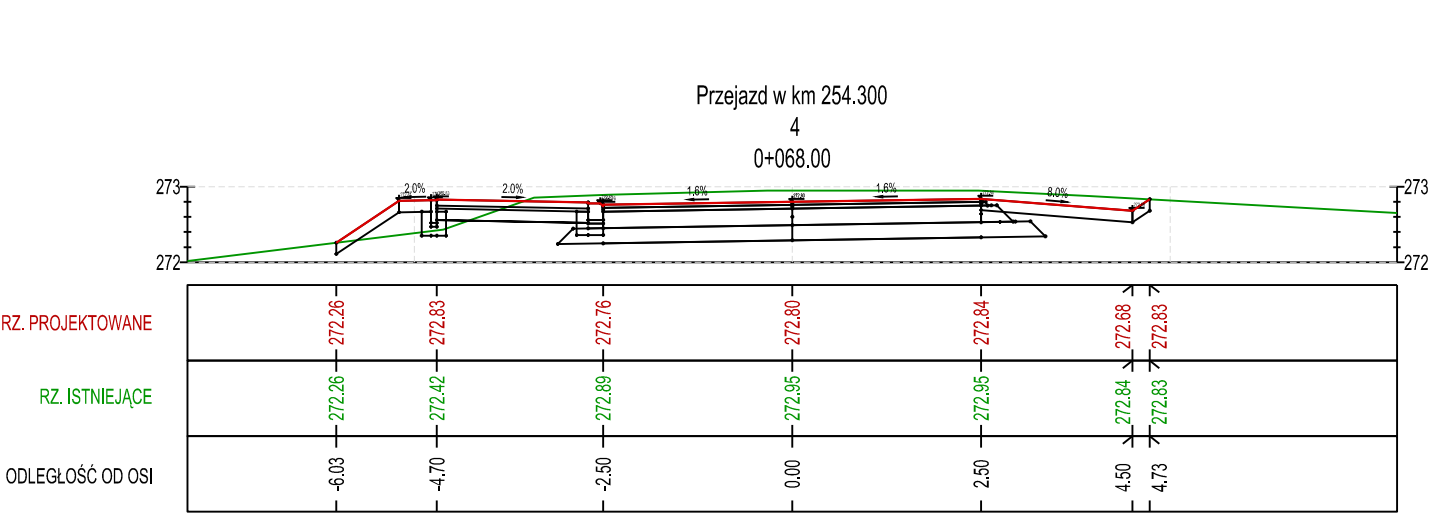 Przejazd w km 254.300
4
0+068.00
273 2.0% 2.0% 1,6% 1,6% 8,0% 273
272 272
RZ. PROJEKTOWANE 272.26 272.83 272.76 272.80 272.84 272.68 272.83
RZ. ISTNIEJĄCE 272.26 272.42 272.89 272.95 272.95 272.84 272.83
ODLEGŁOŚĆ OD OSI -6.03 -4.70 -2.50 0.00 2.50 4.50 4.73